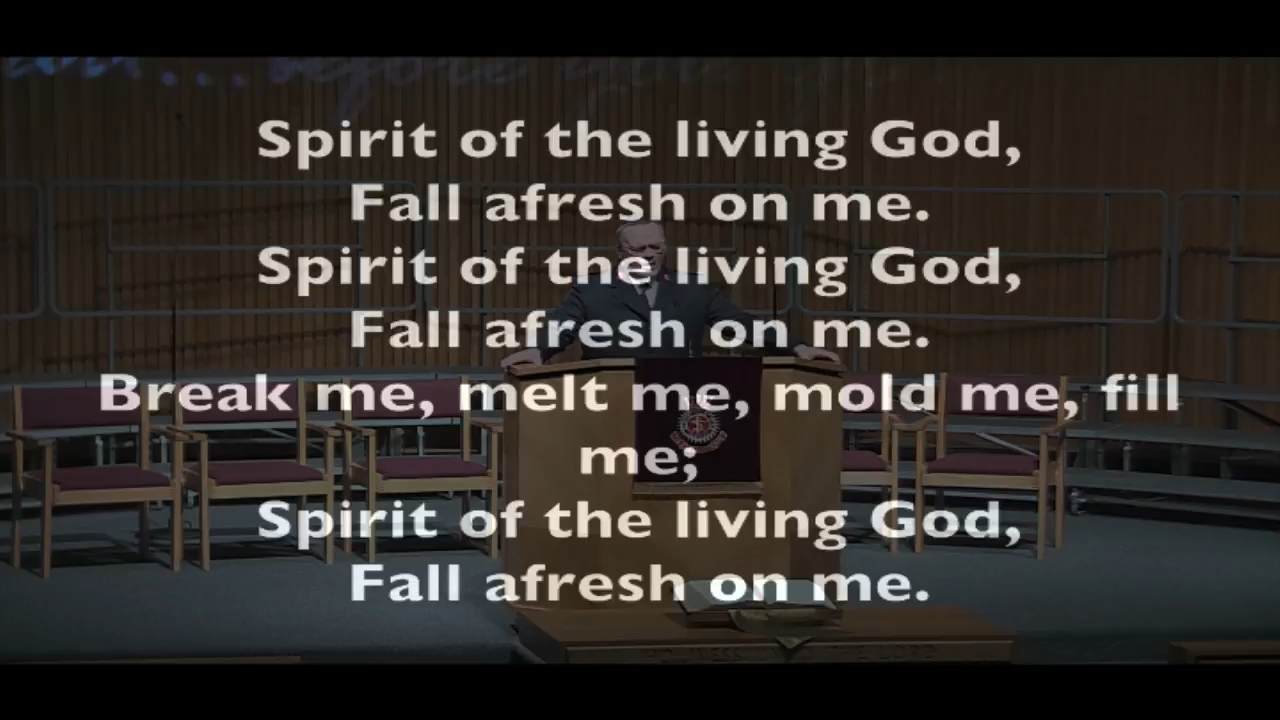 Spirit of the living God,
Fall afresh on me.
Spirit of the living God,
Fall afresh on me.
Break me, melt me, mold me, fill
me;
Spirit of the living God,
Fall afresh on me.